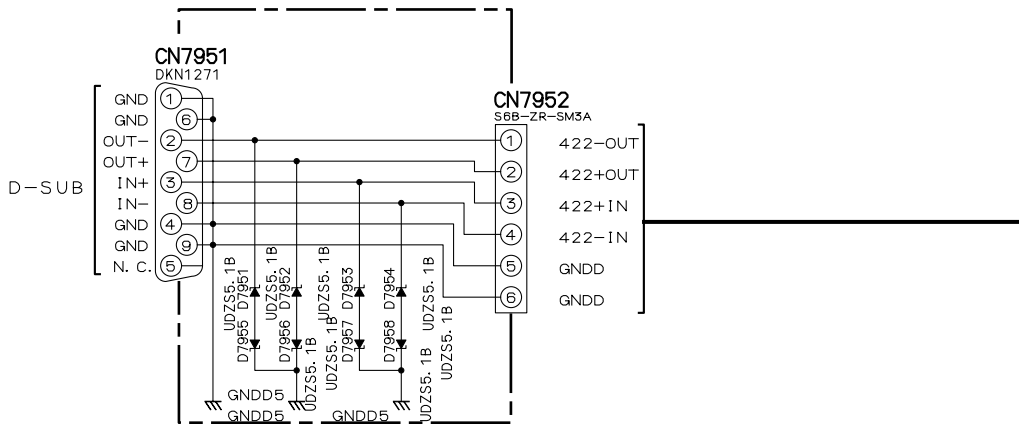 CN7951
DKN1271
CN7952
S6B-ZR-SM3A
D-SUB
GND 1
GND 6
OUT- 2
OUT+ 7
IN+ 3
IN- 8
GND 4
GND 9
N. C. 5
1 422-OUT
2 422+OUT
3 422+IN
4 422-IN
5 GNDD
6 GNDD
D7951
UDZS5. 1B
D7952
UDZS5. 1B
D7953
UDZS5. 1B
D7954
UDZS5. 1B
D7955
UDZS5. 1B
D7956
UDZS5. 1B
D7957
UDZS5. 1B
D7958
UDZS5. 1B
GNDD5
GNDD5
GNDD5